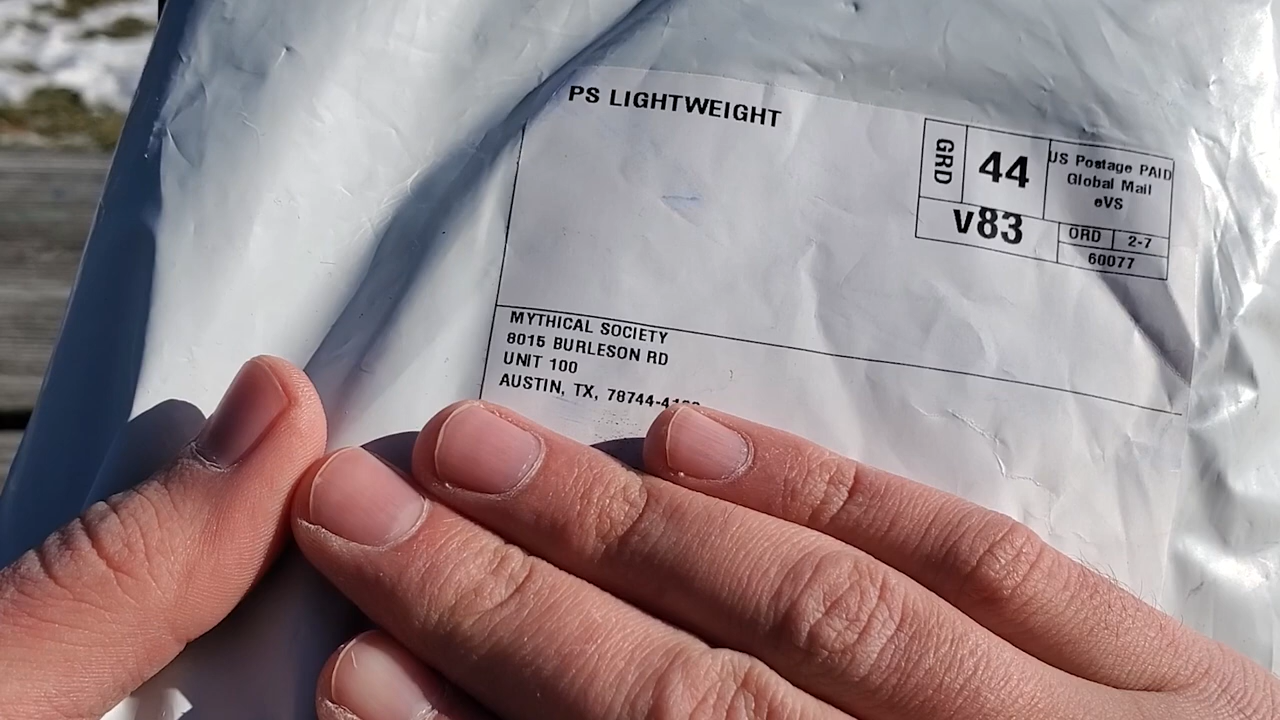 PS LIGHTWEIGHT
GRD
44
US Postage PAID
Global Mail
eVS
v83
ORD 2-7
60077
MYTHICAL SOCIETY
8015 BURLESON RD
UNIT 100
AUSTIN, TX,